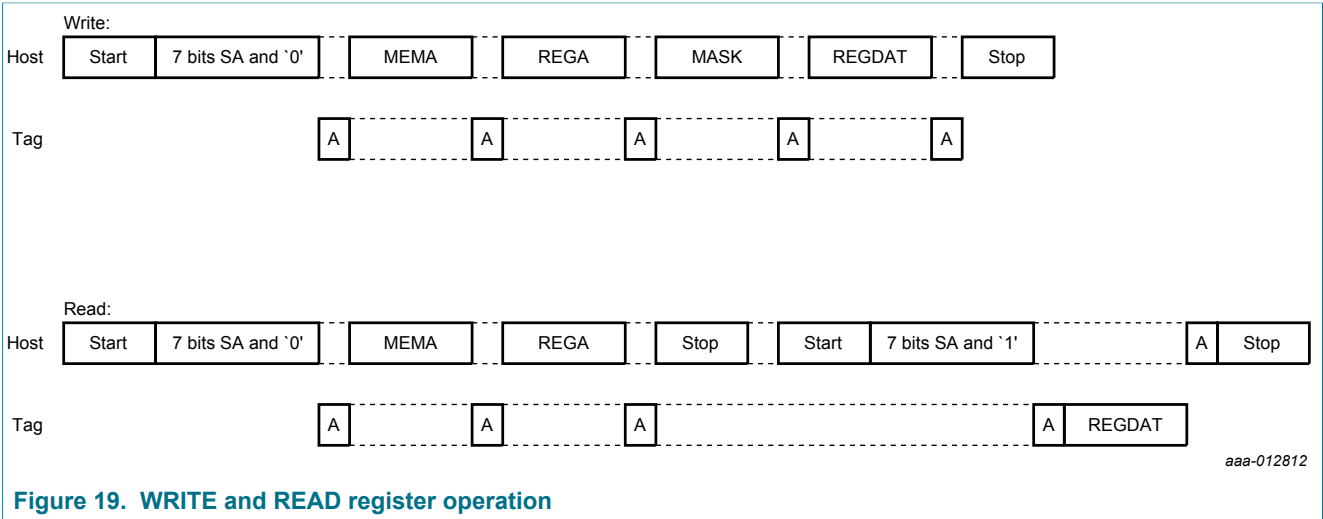 Write:
Host Start 7 bits SA and `0' MEMA REGA MASK REGDAT Stop
Tag A A A A A
Read:
Host Start 7 bits SA and `0' MEMA REGA Stop Start 7 bits SA and `1' A Stop
Tag A A A A REGDAT
aaa-012812
Figure 19. WRITE and READ register operation